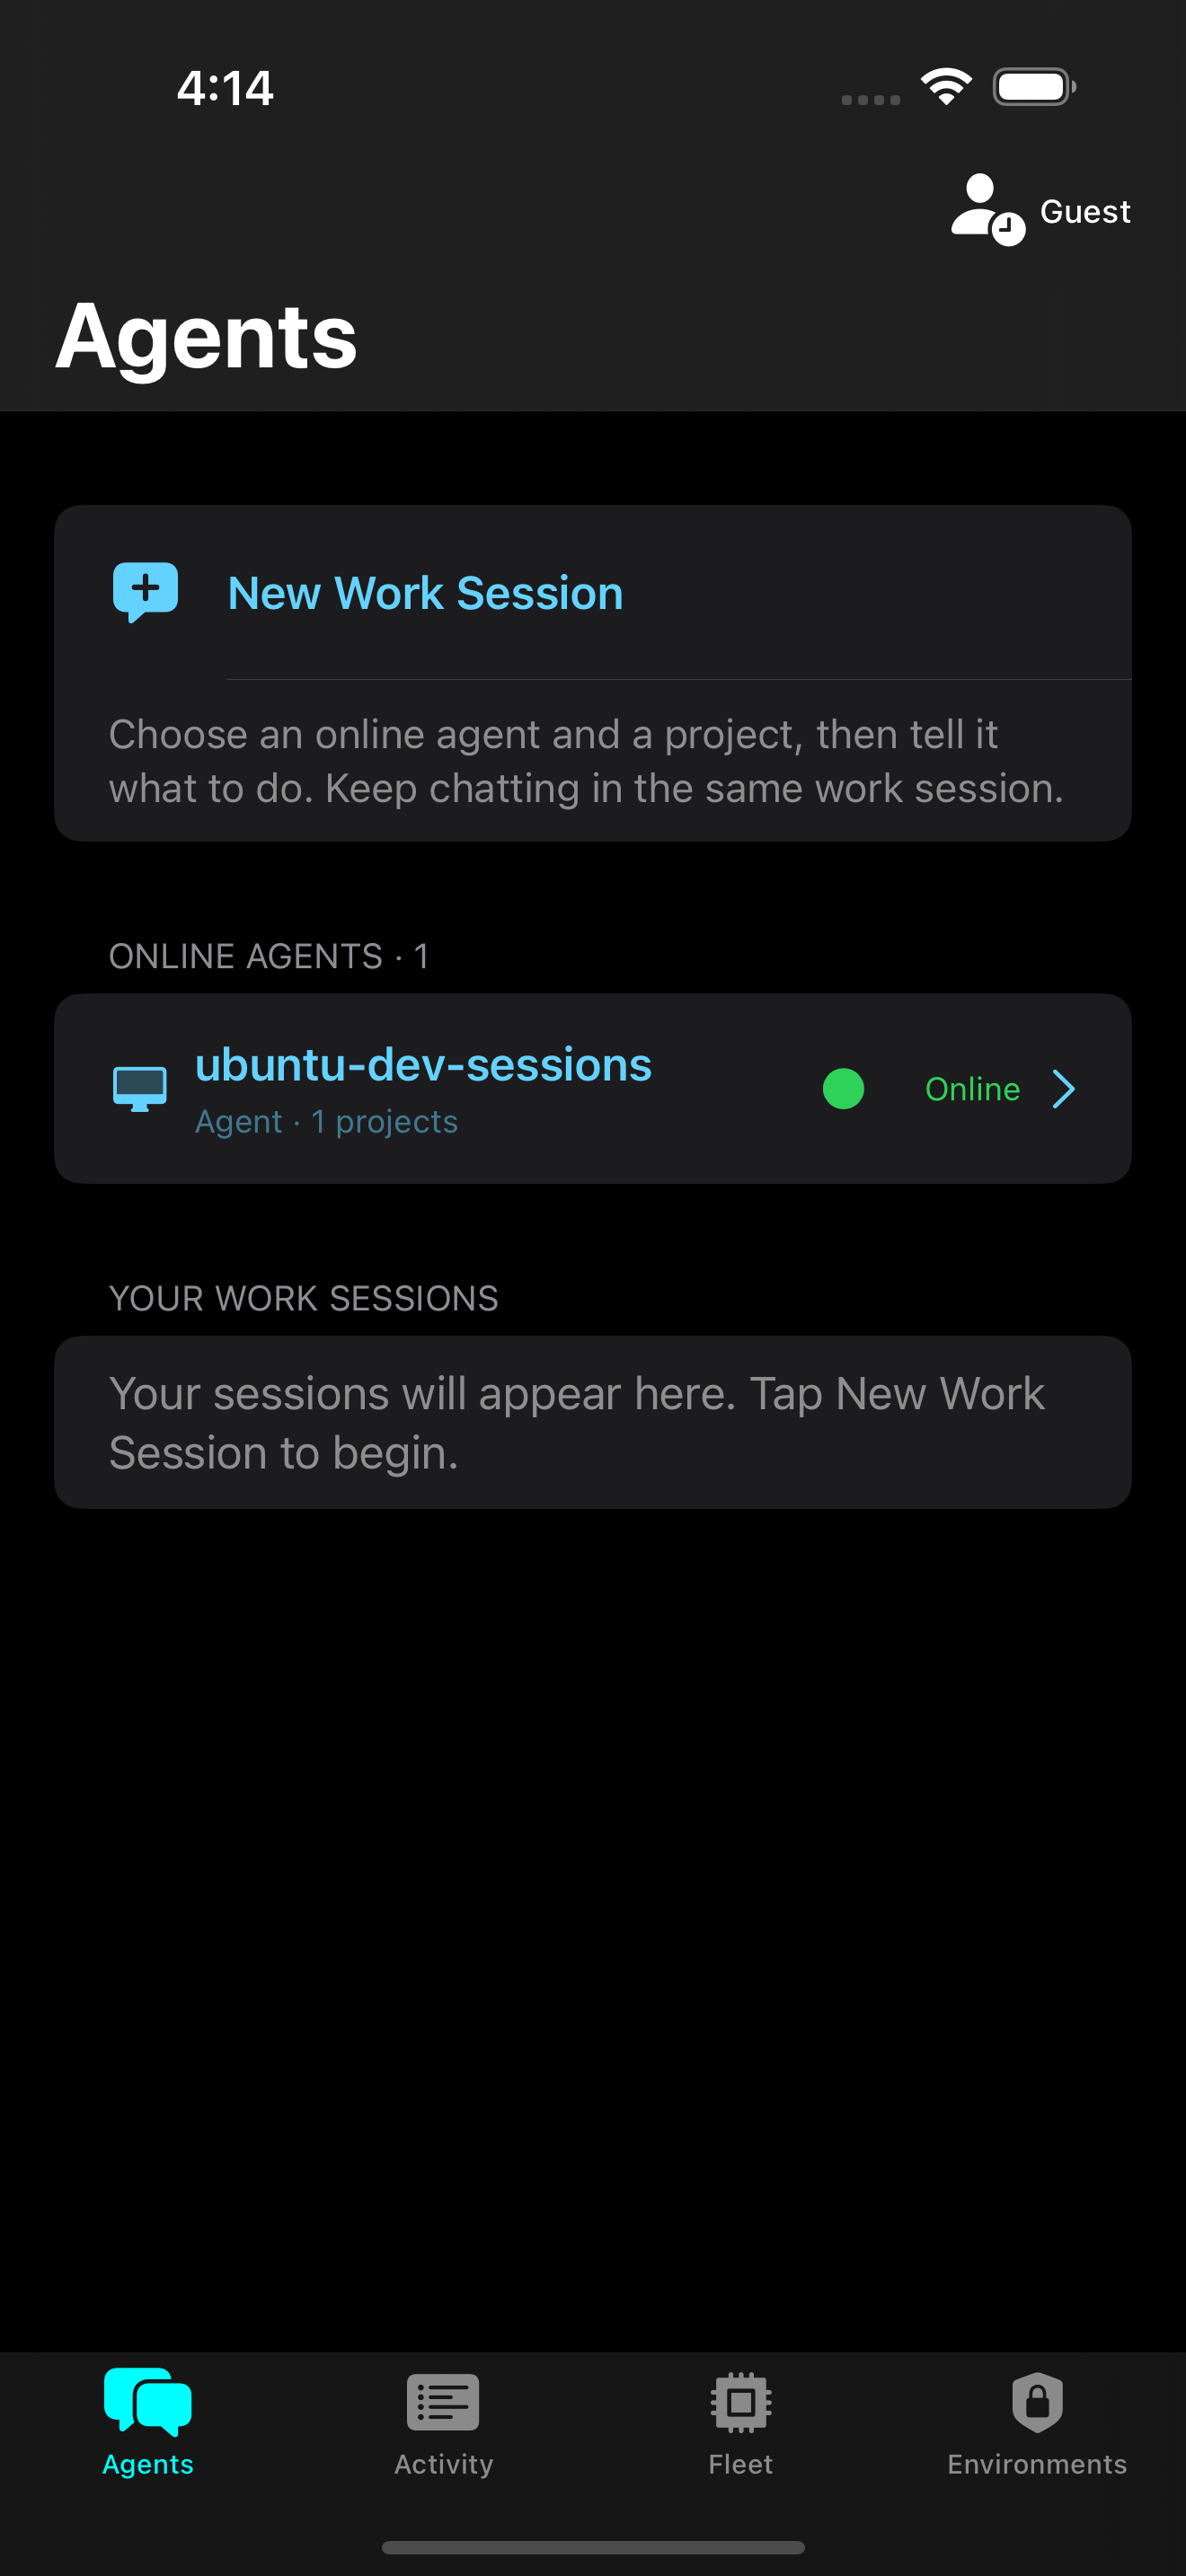 4:14
Guest
Agents
New Work Session
Choose an online agent and a project, then tell it
what to do. Keep chatting in the same work session.
ONLINE AGENTS · 1
ubuntu-dev-sessions
Agent · 1 projects
Online
YOUR WORK SESSIONS
Your sessions will appear here. Tap New Work
Session to begin.
Agents
Activity
Fleet
Environments